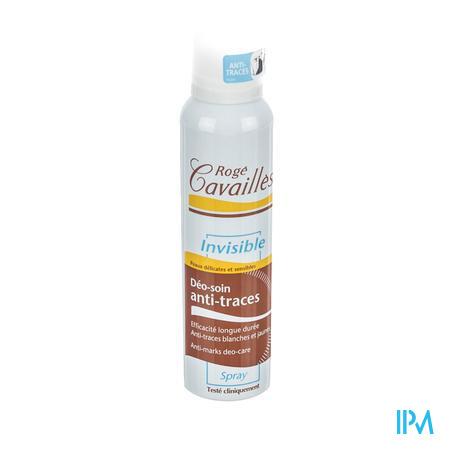 ANTI-
TRACES
Rogé
Cavaillès
Invisible
Peaux délicates et sensibles
Déo-soin
anti-traces
Efficacité longue durée
Anti-traces blanches et jaunes
Anti-marks deo-care
Spray
Testé cliniquement
IPM